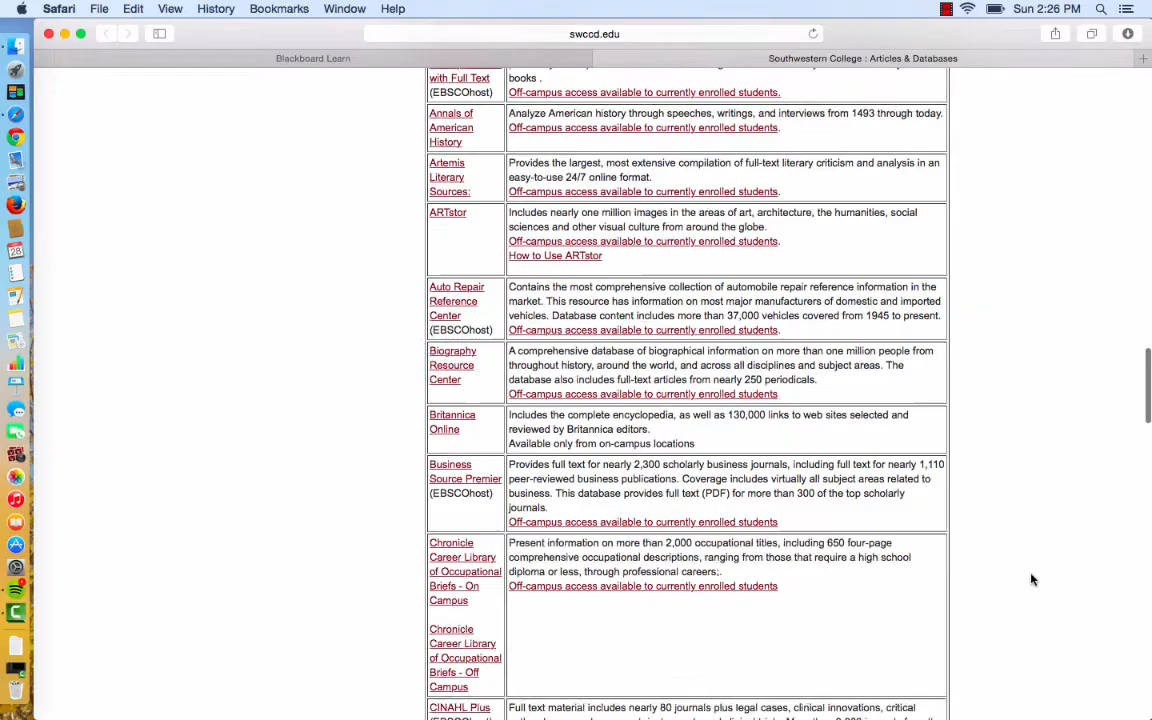 Safari File Edit View History Bookmarks Window Help
Sun 2:26 PM
swccd.edu
Blackboard Learn
Southwestern College : Articles & Databases
with Full Text
(EBSCOhost)
books .
Off-campus access available to currently enrolled students.
Annals of
American
History
Analyze American history through speeches, writings, and interviews from 1493 through today.
Off-campus access available to currently enrolled students.
Artemis
Literary
Sources:
Provides the largest, most extensive compilation of full-text literary criticism and analysis in an
easy-to-use 24/7 online format.
Off-campus access available to currently enrolled students.
ARTstor
Includes nearly one million images in the areas of art, architecture, the humanities, social
sciences and other visual culture from around the globe.
Off-campus access available to currently enrolled students.
How to Use ARTstor
Auto Repair
Reference
Center
(EBSCOhost)
Contains the most comprehensive collection of automobile repair reference information in the
market. This resource has information on most major manufacturers of domestic and imported
vehicles. Database content includes more than 37,000 vehicles covered from 1945 to present.
Off-campus access available to currently enrolled students.
Biography
Resource
Center
A comprehensive database of biographical information on more than one million people from
throughout history, around the world, and across all disciplines and subject areas. The
database also includes full-text articles from nearly 250 periodicals.
Off-campus access available to currently enrolled students
Britannica
Online
Includes the complete encyclopedia, as well as 130,000 links to web sites selected and
reviewed by Britannica editors.
Available only from on-campus locations
Business
Source Premier
(EBSCOhost)
Provides full text for nearly 2,300 scholarly business journals, including full text for nearly 1,110
peer-reviewed business publications. Coverage includes virtually all subject areas related to
business. This database provides full text (PDF) for more than 300 of the top scholarly
journals.
Off-campus access available to currently enrolled students
Chronicle
Career Library
of Occupational
Briefs - On
Campus
Chronicle
Career Library
of Occupational
Briefs - Off
Campus
Present information on more than 2,000 occupational titles, including 650 four-page
comprehensive occupational descriptions, ranging from those that require a high school
diploma or less, through professional careers;.
Off-campus access available to currently enrolled students
CINAHL Plus
Full text material includes nearly 80 journals plus legal cases, clinical innovations, critical
28